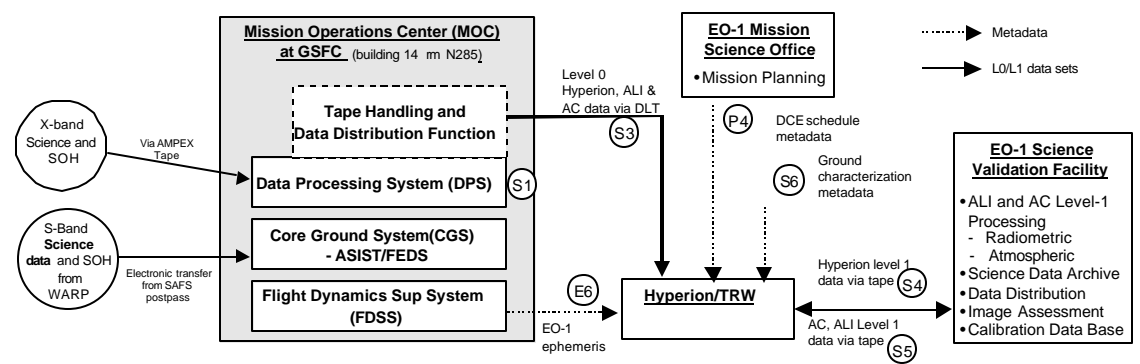 Mission Operations Center (MOC)
at GSFC (building 14 rm N285)
Tape Handling and
Data Distribution Function
Data Processing System (DPS)
S1
Core Ground System(CGS)
- ASIST/FEDS
Flight Dynamics Sup System
(FDSS)
X-band
Science and
SOH
Via AMPEX
Tape
S-Band
Science
data and SOH
from
WARP
Electronic transfer
from SAFS
postpass
Level 0
Hyperion, ALI &
AC data via DLT
S3
EO-1 Mission
Science Office
•Mission Planning
P4
DCE schedule
metadata
S6
Ground
characterization
metadata
E6
EO-1
ephemeris
Hyperion/TRW
Metadata
L0/L1 data sets
Hyperion level 1
data via tape
S4
AC, ALI Level 1
data via tape
S5
EO-1 Science
Validation Facility
•ALI and AC Level-1
Processing
- Radiometric
- Atmospheric
•Science Data Archive
•Data Distribution
•Image Assessment
•Calibration Data Base